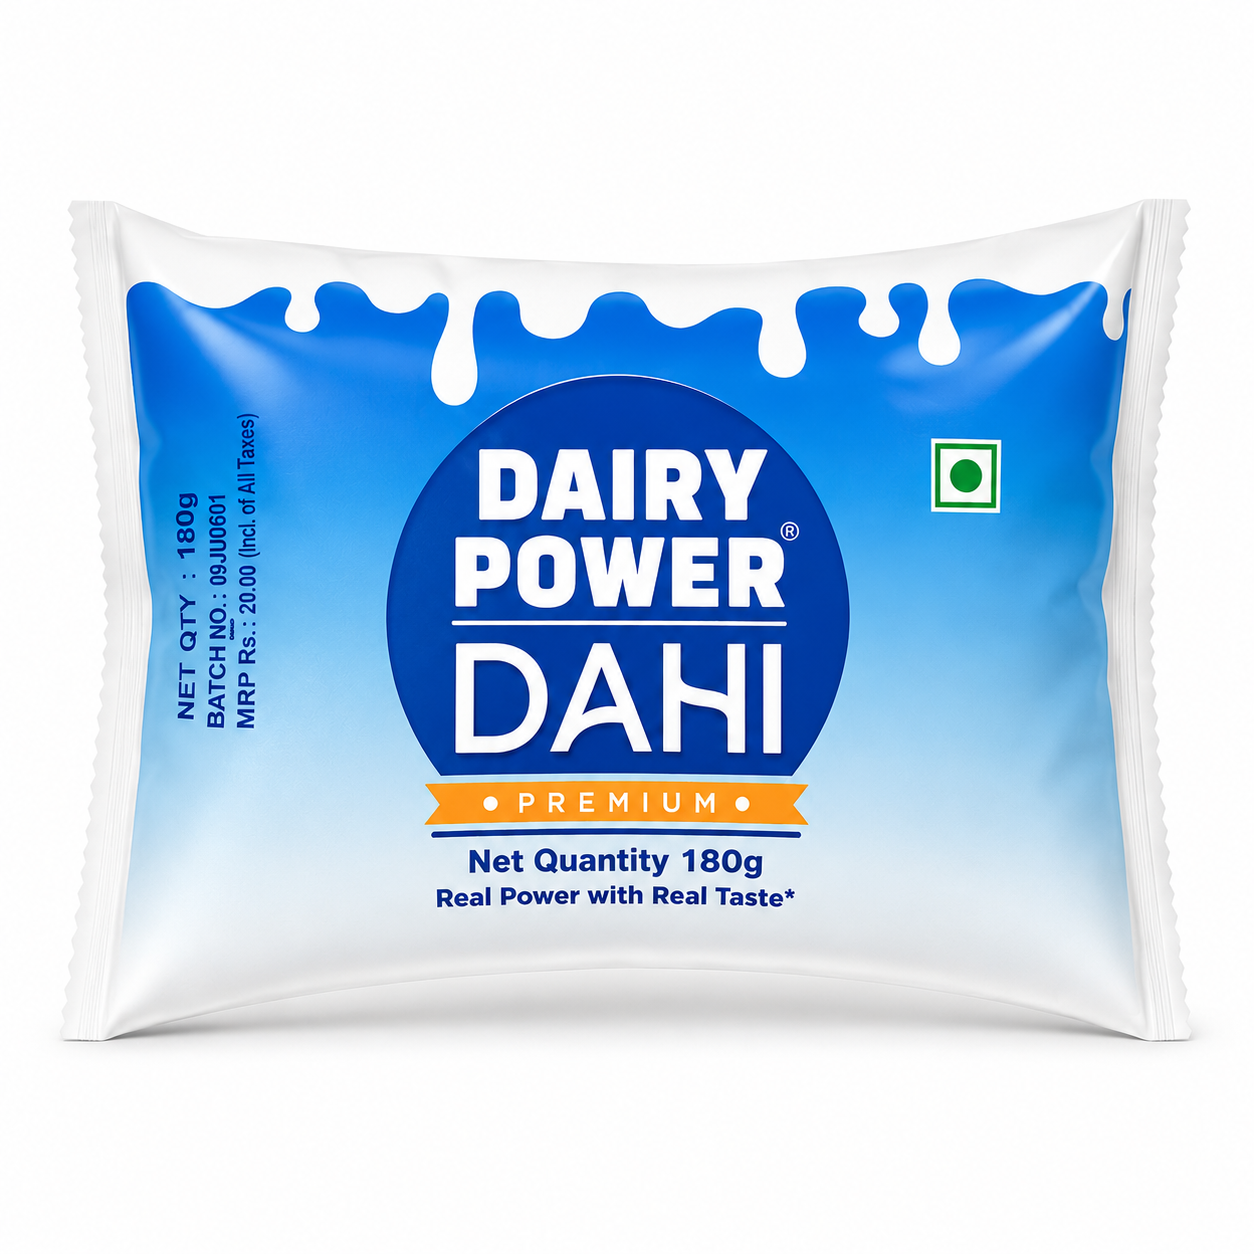 NET QTY : 180g
BATCH NO.: 09JU0601
MRP Rs.: 20.00 (Incl. of All Taxes)
DAIRY
POWER®
DAHI
• PREMIUM •
Net Quantity 180g
Real Power with Real Taste*